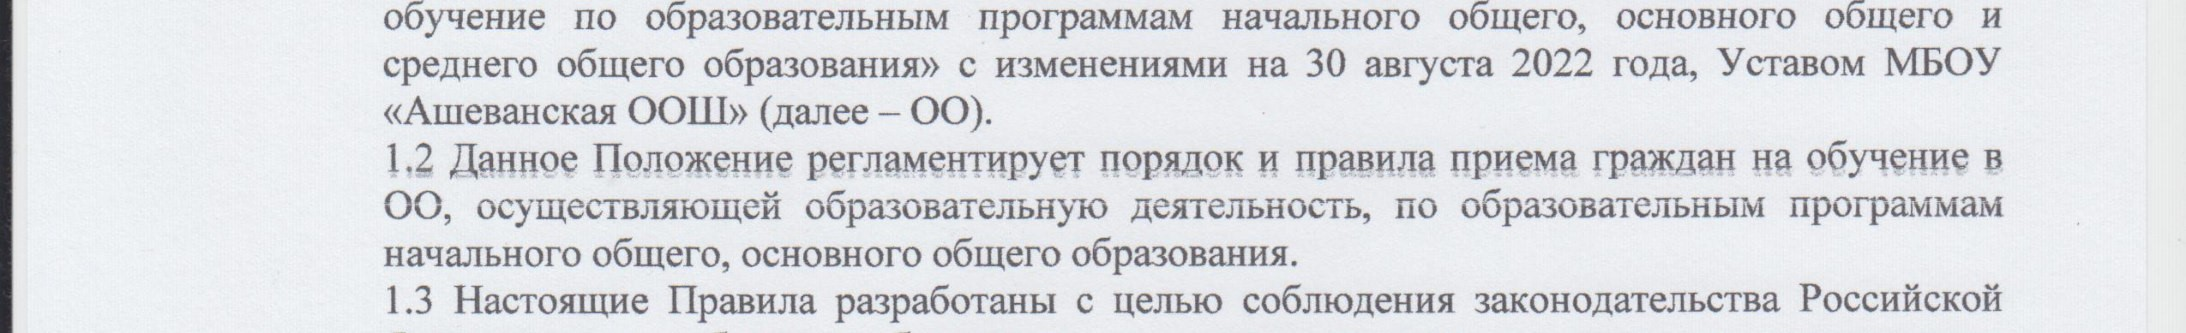 обучение по образовательным программам начального общего, основного общего и
среднего общего образования» с изменениями на 30 августа 2022 года, Уставом МБОУ
«Ашеванская ООШ» (далее – ОО).
1.2 Данное Положение регламентирует порядок и правила приема граждан на обучение в
ОО, осуществляющей образовательную деятельность, по образовательным программам
начального общего, основного общего образования.
1.3 Настоящие Правила разработаны с целью соблюдения законодательства Российской